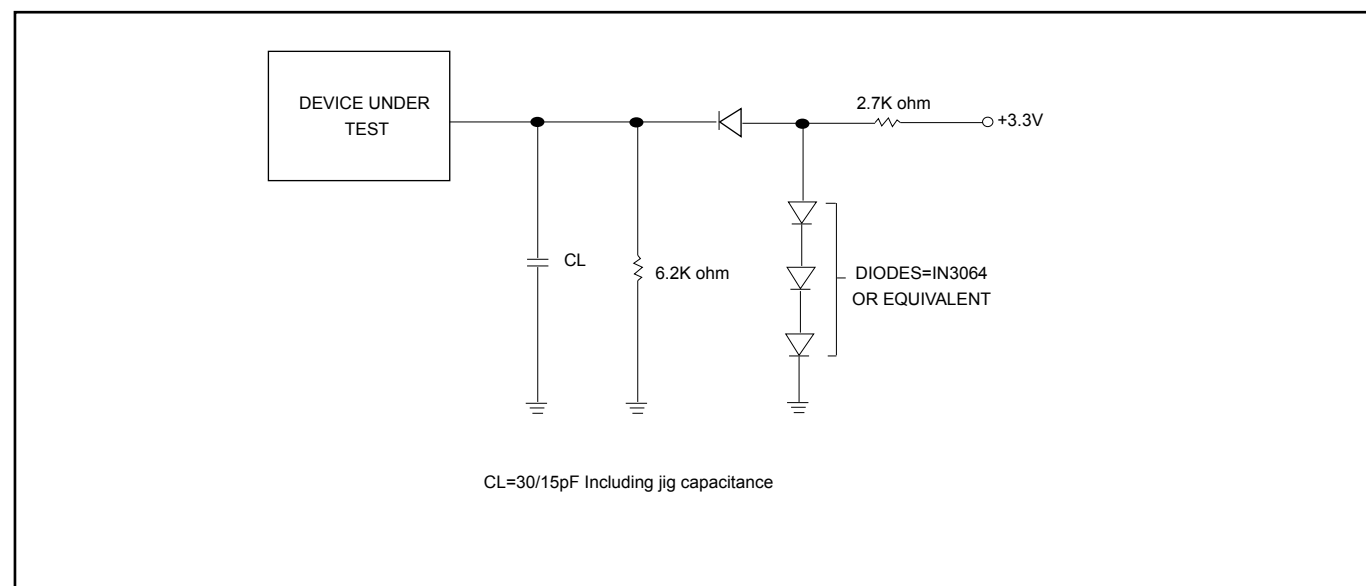 DEVICE UNDER
TEST
2.7K ohm
+3.3V
CL
6.2K ohm
DIODES=IN3064
OR EQUIVALENT
CL=30/15pF Including jig capacitance